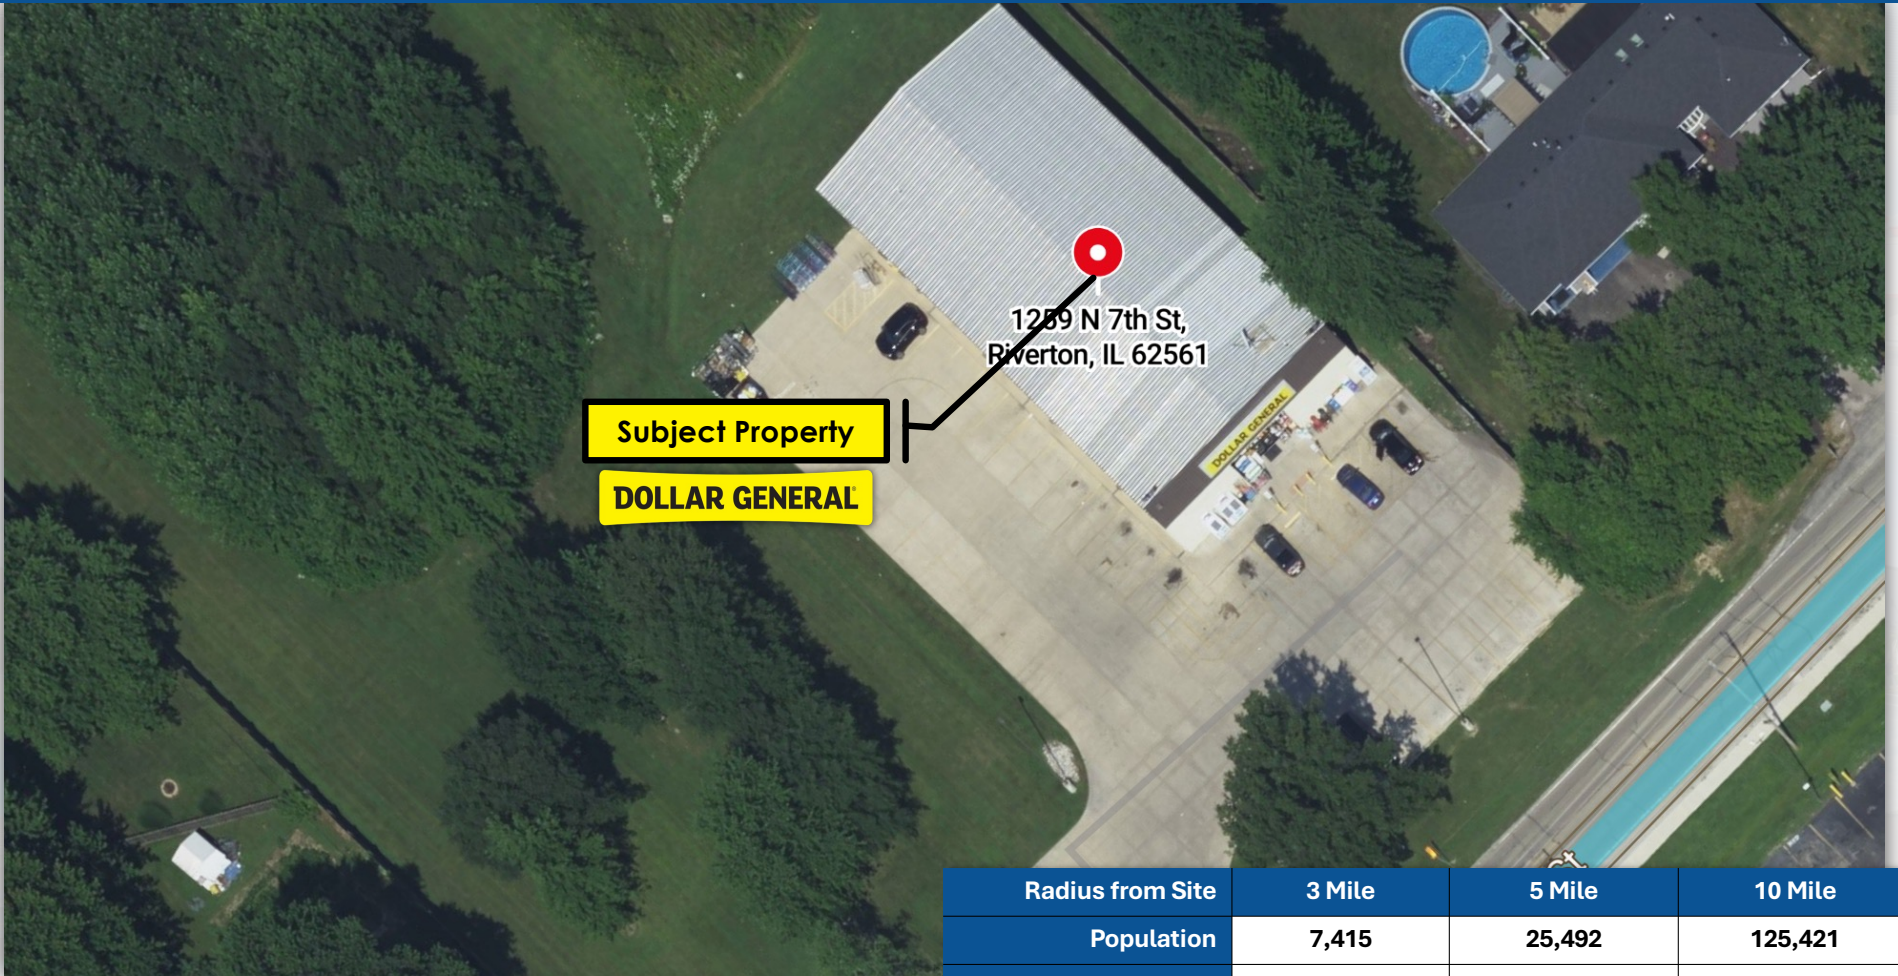 1259 N 7th St,
Riverton, IL 62561
Subject Property
DOLLAR GENERAL
DOLLAR GENERAL
Radius from Site 3 Mile 5 Mile 10 Mile
Population 7,415 25,492 125,421